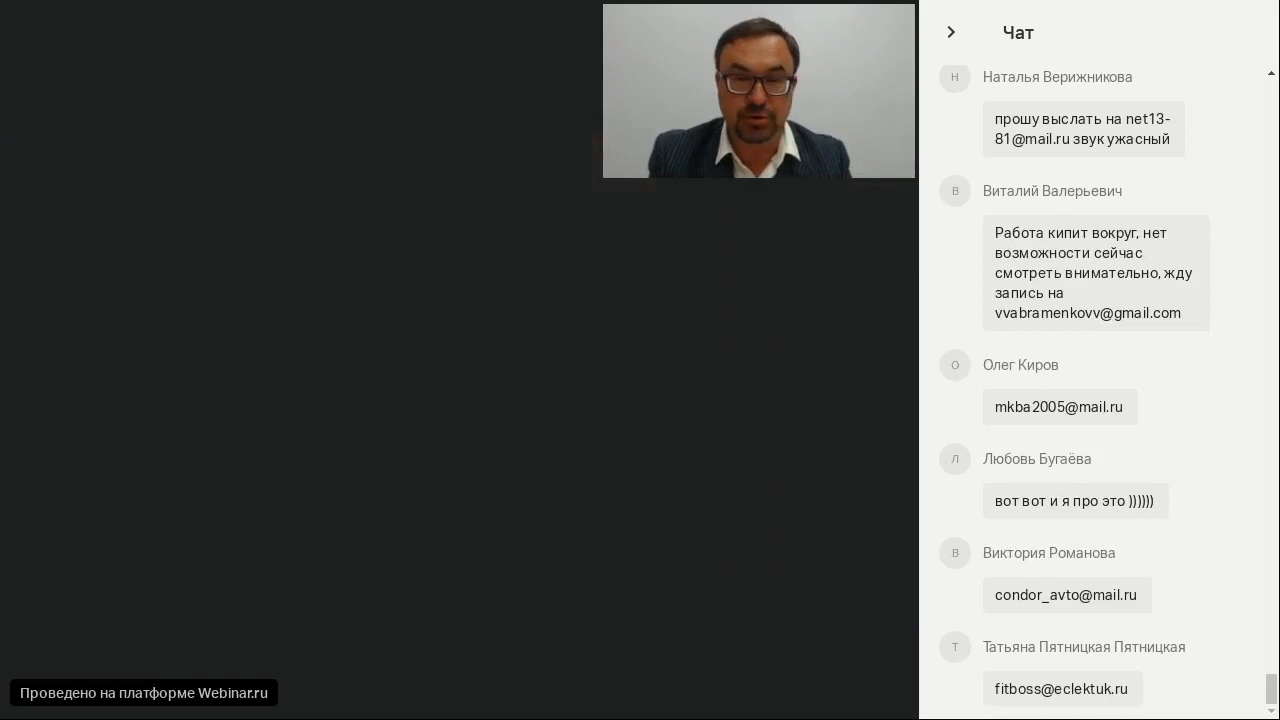 Чат
Н
Наталья Верижникова
прошу выслать на net13-
81@mail.ru звук ужасный
В
Виталий Валерьевич
Работа кипит вокруг, нет
возможности сейчас
смотреть внимательно, жду
запись на
vvabramenkovv@gmail.com
О
Олег Киров
mkba2005@mail.ru
Л
Любовь Бугаёва
вот вот и я про это ))))))
В
Виктория Романова
condor_avto@mail.ru
Т
Татьяна Пятницкая Пятницкая
fitboss@eclektuk.ru
Проведено на платформе Webinar.ru